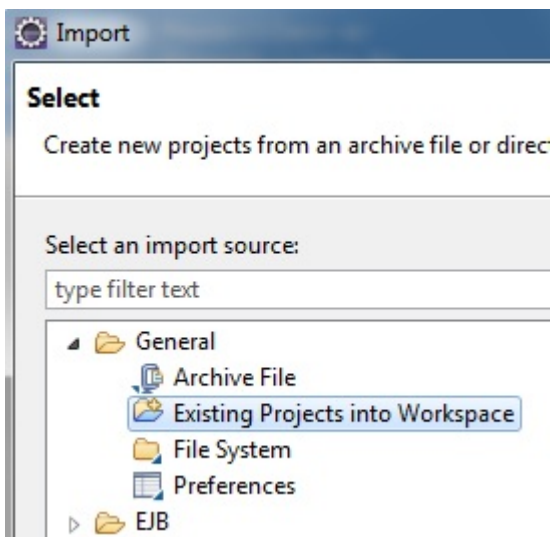 Import
Select
Create new projects from an archive file or direc
Select an import source:
type filter text
General
Archive File
Existing Projects into Workspace
File System
Preferences
EJB